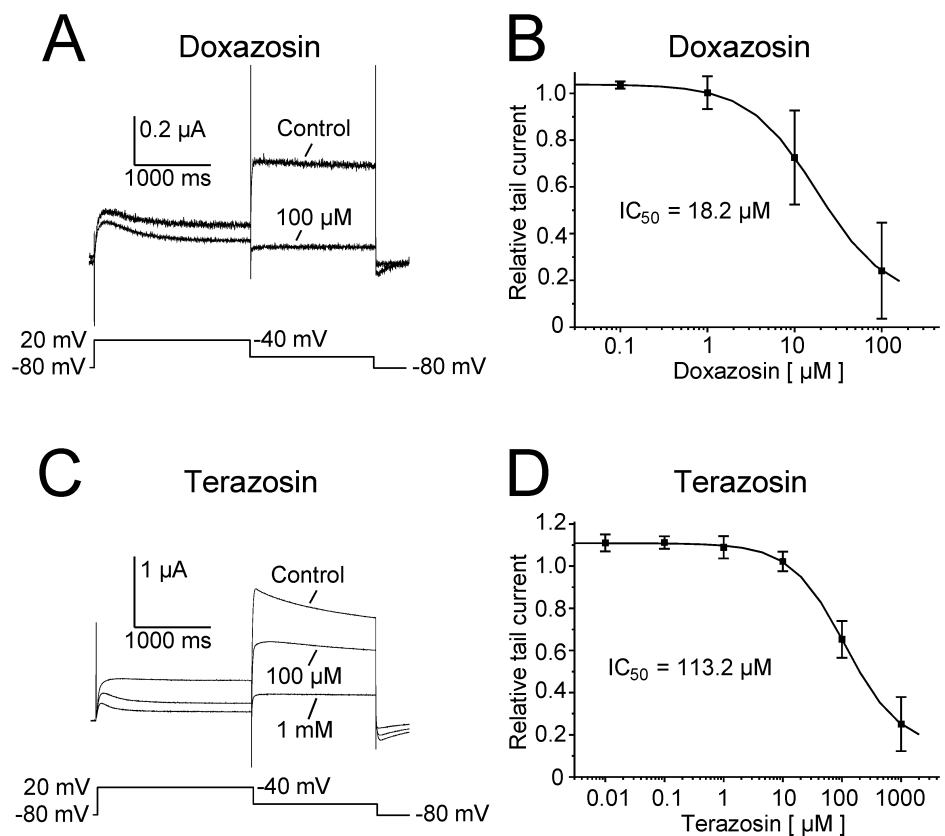 A
Doxazosin
0.2 µA
1000 ms
Control
100 µM
20 mV
-40 mV
-80 mV
-80 mV
B
Doxazosin
Relative tail current
1.0
0.8
0.6
0.4
0.2
0
IC50 = 18.2 µM
0.1
1
10
100
Doxazosin [ µM ]
C
Terazosin
1 µA
1000 ms
Control
100 µM
1 mM
20 mV
-40 mV
-80 mV
-80 mV
D
Terazosin
Relative tail current
1.2
1.0
0.8
0.6
0.4
0.2
0
IC50 = 113.2 µM
0.01
0.1
1
10
100
1000
Terazosin [ µM ]